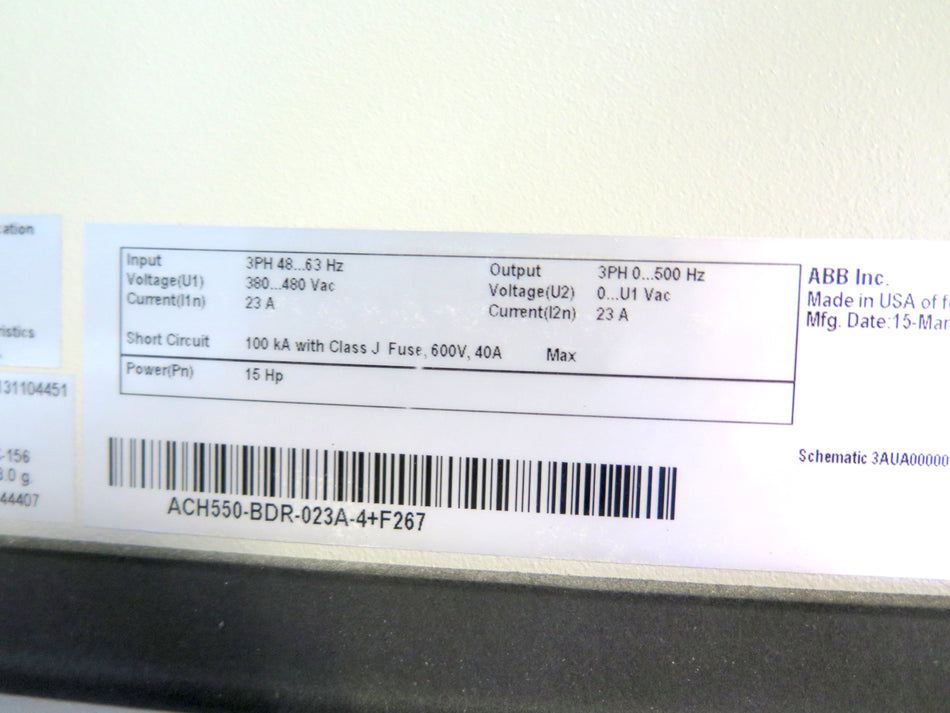 ation
ristics
131104451
-156
3.0 g.
44407
Input 3PH 48...63 Hz
Voltage(U1) 380...480 Vac
Current(I1n) 23 A
Output 3PH 0...500 Hz
Voltage(U2) 0...U1 Vac
Current(I2n) 23 A
Short Circuit 100 kA with Class J Fuse, 600V, 40A Max
Power(Pn) 15 Hp
ACH550-BDR-023A-4+F267
ABB Inc.
Made in USA of
Mfg. Date:15-Mar
Schematic 3AUA00000